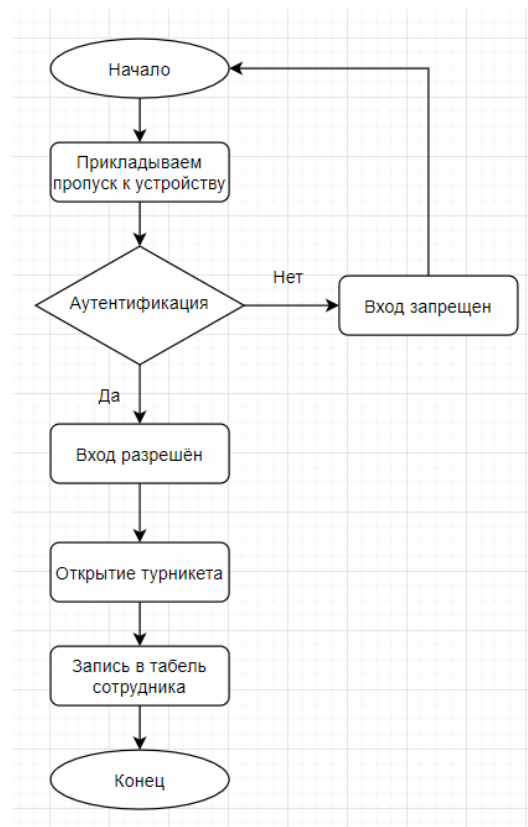 Начало
Прикладываем
пропуск к устройству
Аутентификация
Нет
Вход запрещен
Да
Вход разрешён
Открытие турникета
Запись в табель
сотрудника
Конец